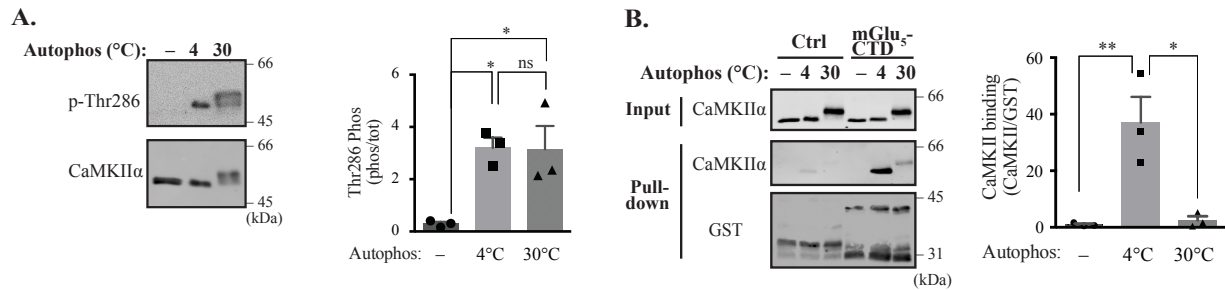 A.
Autophos (°C): – 4 30
66
p-Thr286
45
66
CaMKIIα
45
(kDa)
* 
* ns
6
4
2
0
Thr286 Phos
(phos/tot)
Autophos: – 4°C 30°C
B.
Ctrl mGlu5-
CTD
Autophos (°C): – 4 30 – 4 30
66
Input CaMKIIα
45
66
CaMKIIα
Pull-
down
45
GST
31
(kDa)
** *
60
40
20
0
CaMKII binding
(CaMKII/GST)
Autophos: – 4°C 30°C